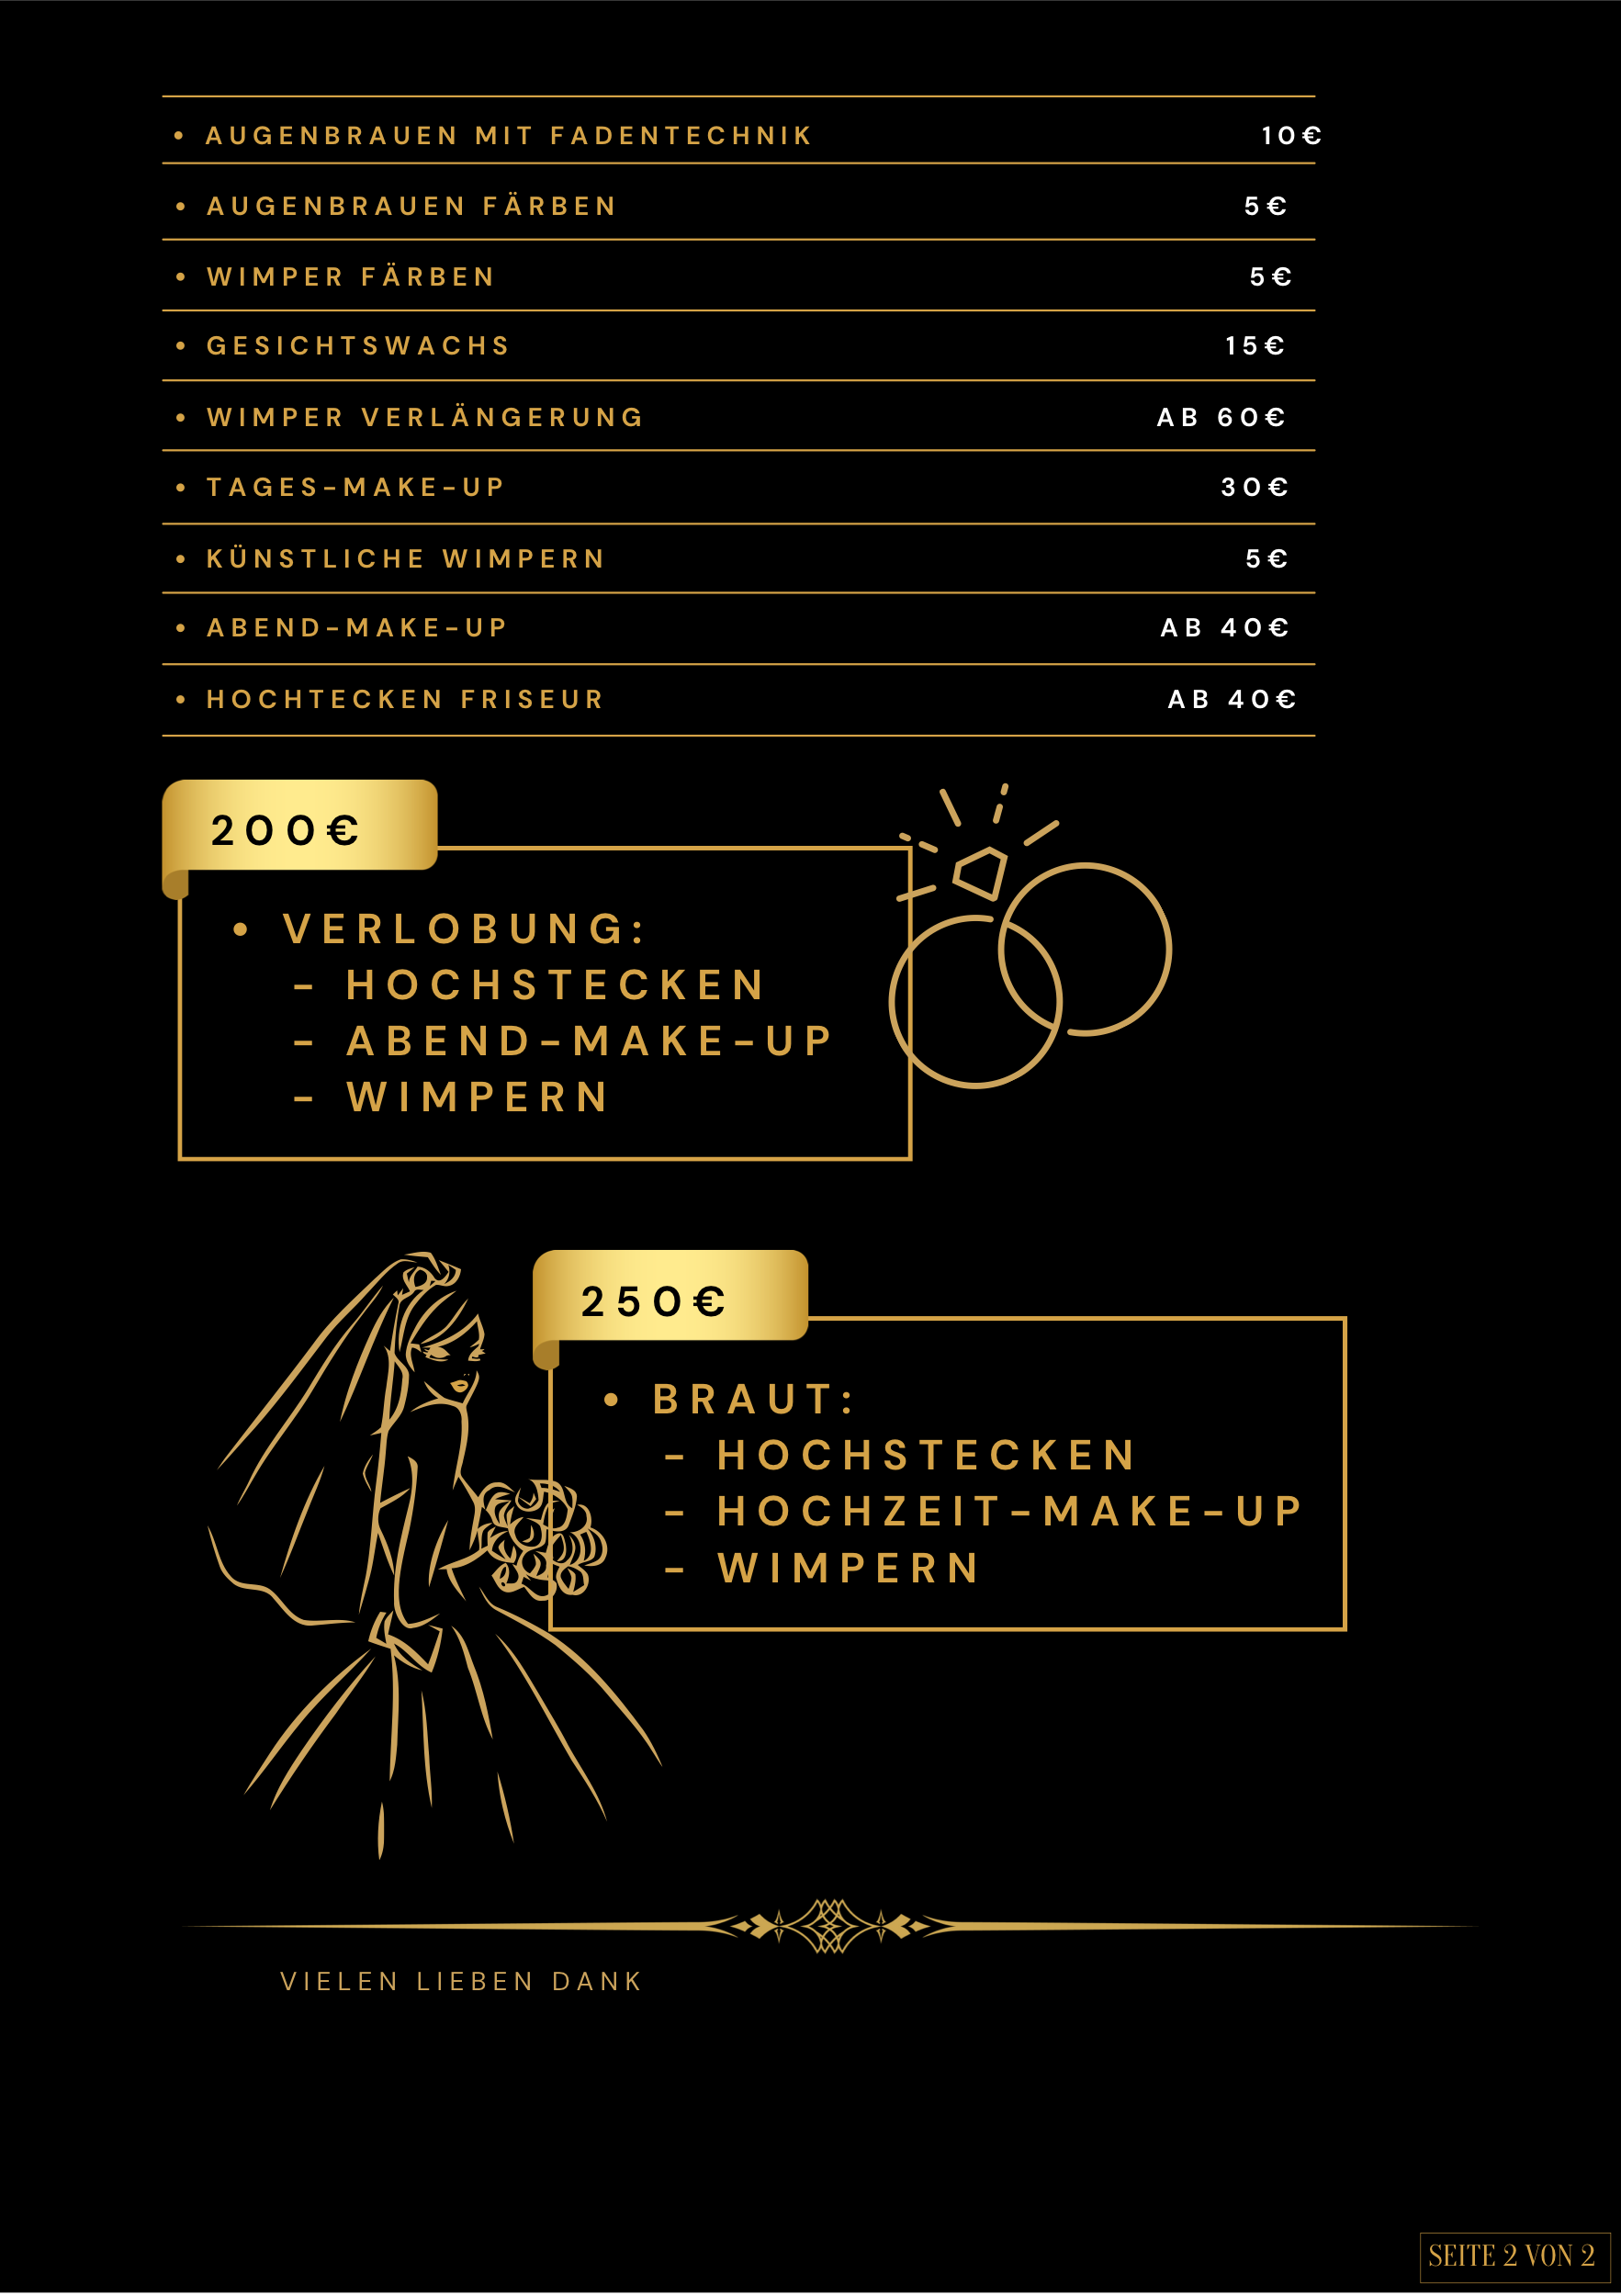 • AUGENBRAUEN MIT FADENTECHNIK 10€
• AUGENBRAUEN FÄRBEN 5€
• WIMPER FÄRBEN 5€
• GESICHTSWACHS 15€
• WIMPER VERLÄNGERUNG AB 60€
• TAGES-MAKE-UP 30€
• KÜNSTLICHE WIMPERN 5€
• ABEND-MAKE-UP AB 40€
• HOCHTECKEN FRISEUR AB 40€
200€
• VERLOBUNG:
- HOCHSTECKEN
- ABEND-MAKE-UP
- WIMPERN
250€
• BRAUT:
- HOCHSTECKEN
- HOCHZEIT-MAKE-UP
- WIMPERN
VIELEN LIEBEN DANK
SEITE 2 VON 2